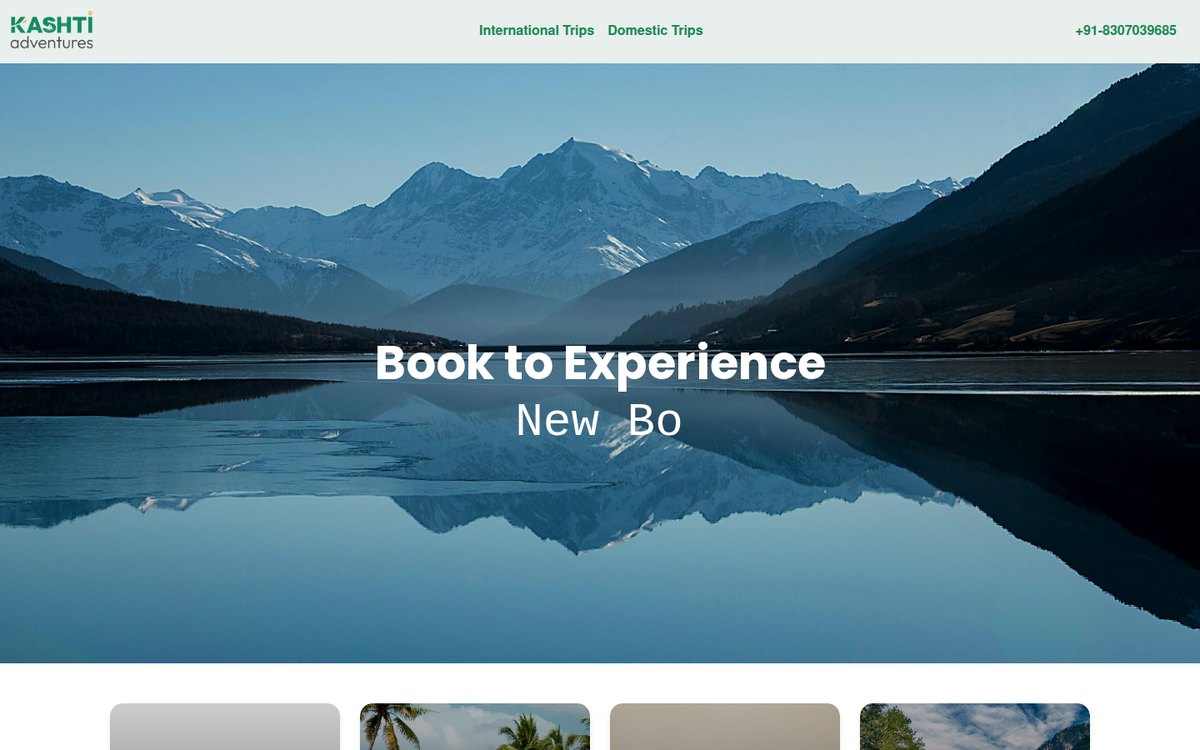 KASHTI
adventures
International Trips
Domestic Trips
+91-8307039685
Book to Experience
New Bo